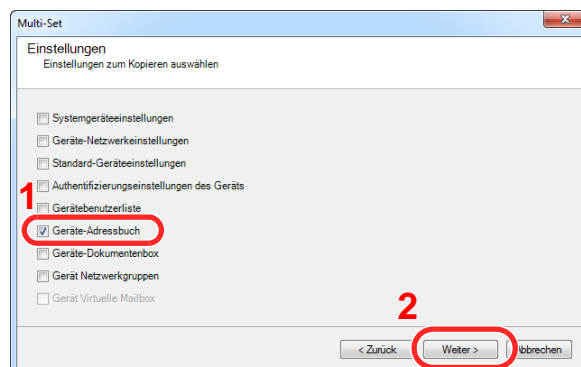 Multi-Set
Einstellungen
Einstellungen zum Kopieren auswählen
Systemgeräteeinstellungen
Geräte-Netzwerkeinstellungen
Standard-Geräteeinstellungen
Authentifizierungseinstellungen des Geräts
1
Gerätebenutzerliste
Geräte-Adressbuch
Geräte-Dokumentenbox
Gerät Netzwerkgruppen
Gerät Virtuelle Mailbox
2
< Zurück Weiter > Abbrechen